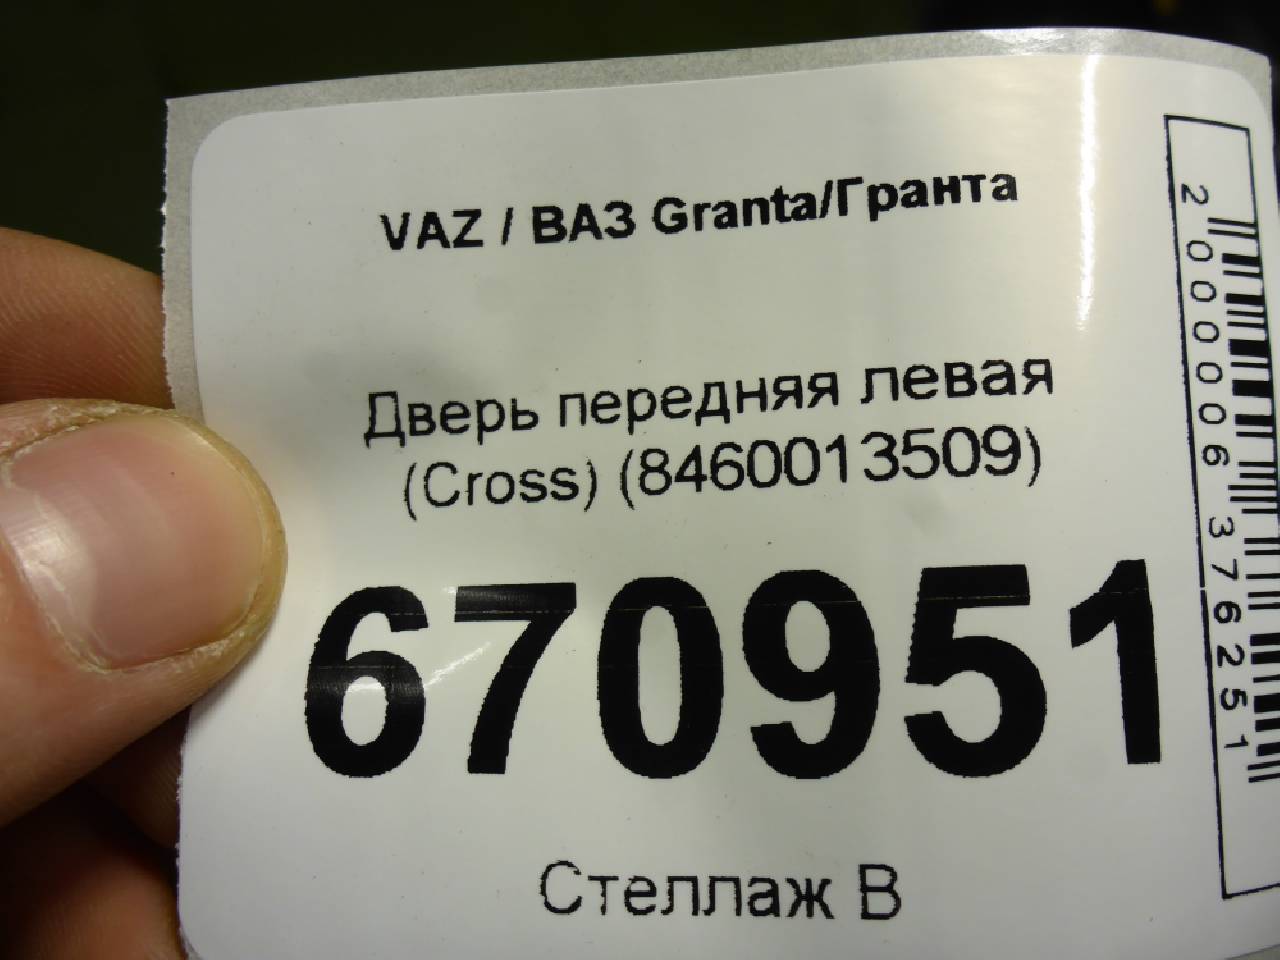 VAZ / ВАЗ Granta/Гранта
Дверь передняя левая
(Cross) (8460013509)
670951
Стеллаж В
2000006376251